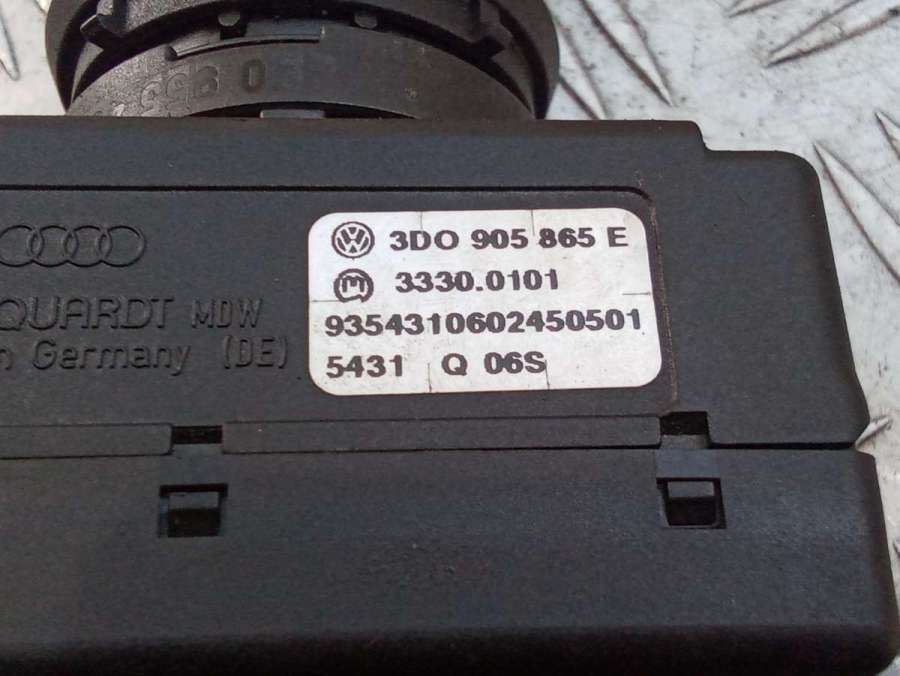 3D0 905 865 E
3330.0101
9354310602450501
5431 Q 06S
QUARDT MDW
n Germany (DE)